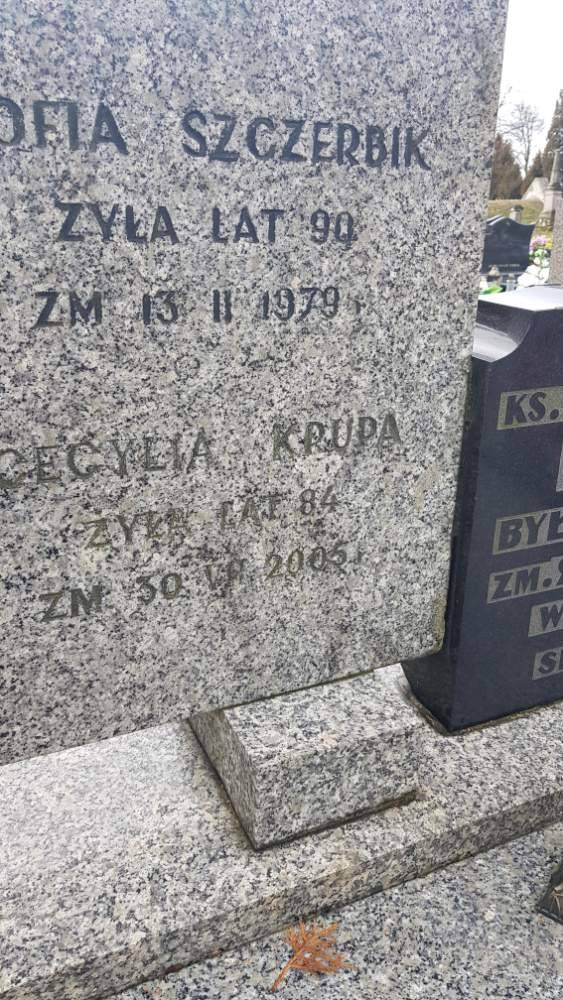 OFIA SZCZERBIK
ŻYŁA LAT 90
ZM 13 II 1979
CECYLIA KRUPA
ŻYŁA LAT 84
ZM 30 VII 2005
KS.
BYŁ
ZM.